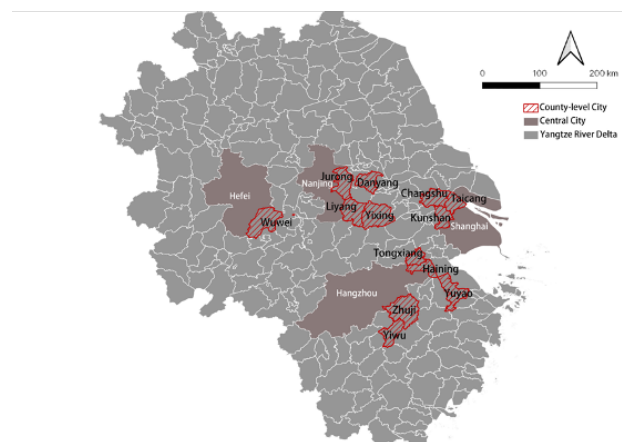 0 100 200 km
County-level City
Central City
Yangtze River Delta
Jurong
Nanjing
Danyang
Hefei
Changshu
Taicang
Liyang
Yixing
Wuwei
Kunshan
Shanghai
Tongxiang
Haining
Hangzhou
Yuyao
Zhuji
Yiwu